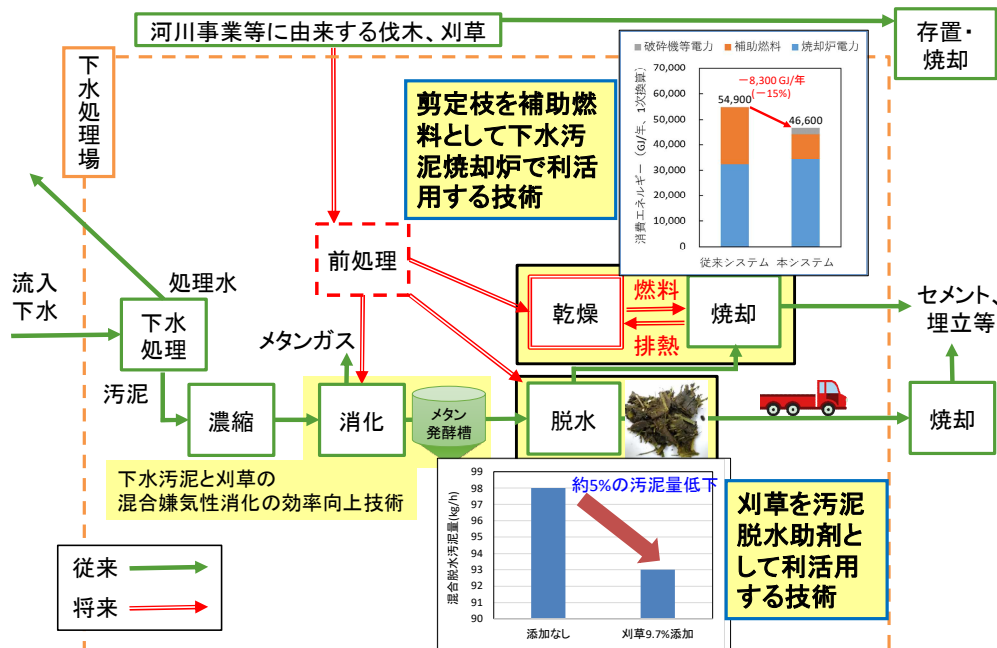 河川事業等に由来する伐木、刈草
存置・
焼却
下水処理場
剪定枝を補助燃
料として下水汚
泥焼却炉で利活
用する技術
■破砕機等電力 ■補助燃料 ■焼却炉電力
消費エネルギー（GJ/年、1次換算）
70,000
60,000
50,000
40,000
30,000
20,000
10,000
0
－8,300 GJ/年
(－15%)
54,900
46,600
従来システム 本システム
前処理
流入
下水
処理水
下水
処理
汚泥
メタンガス
濃縮
消化
メタン
発酵槽
乾燥
燃料
排熱
焼却
脱水
セメント、
埋立等
焼却
下水汚泥と刈草の
混合嫌気性消化の効率向上技術
混合脱水汚泥量(kg/h)
99
98
97
96
95
94
93
92
91
90
約5%の汚泥量低下
添加なし 刈草9.7%添加
刈草を汚泥
脱水助剤と
して利活用
する技術
従来
将来